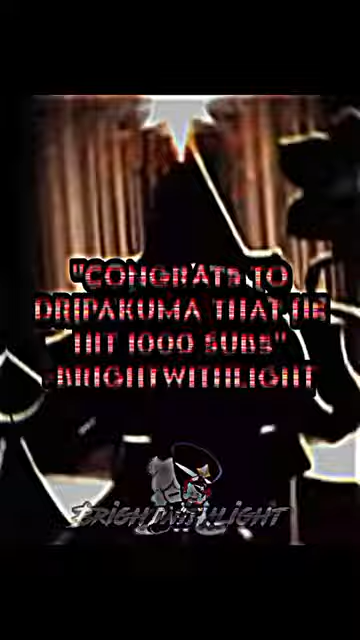 "CONGRATS TO
DRIPAKUMA THAT HE
HIT 1000 SUBS"
-BRIGHTWITHLIGHT
BRIGHTWITHLIGHT